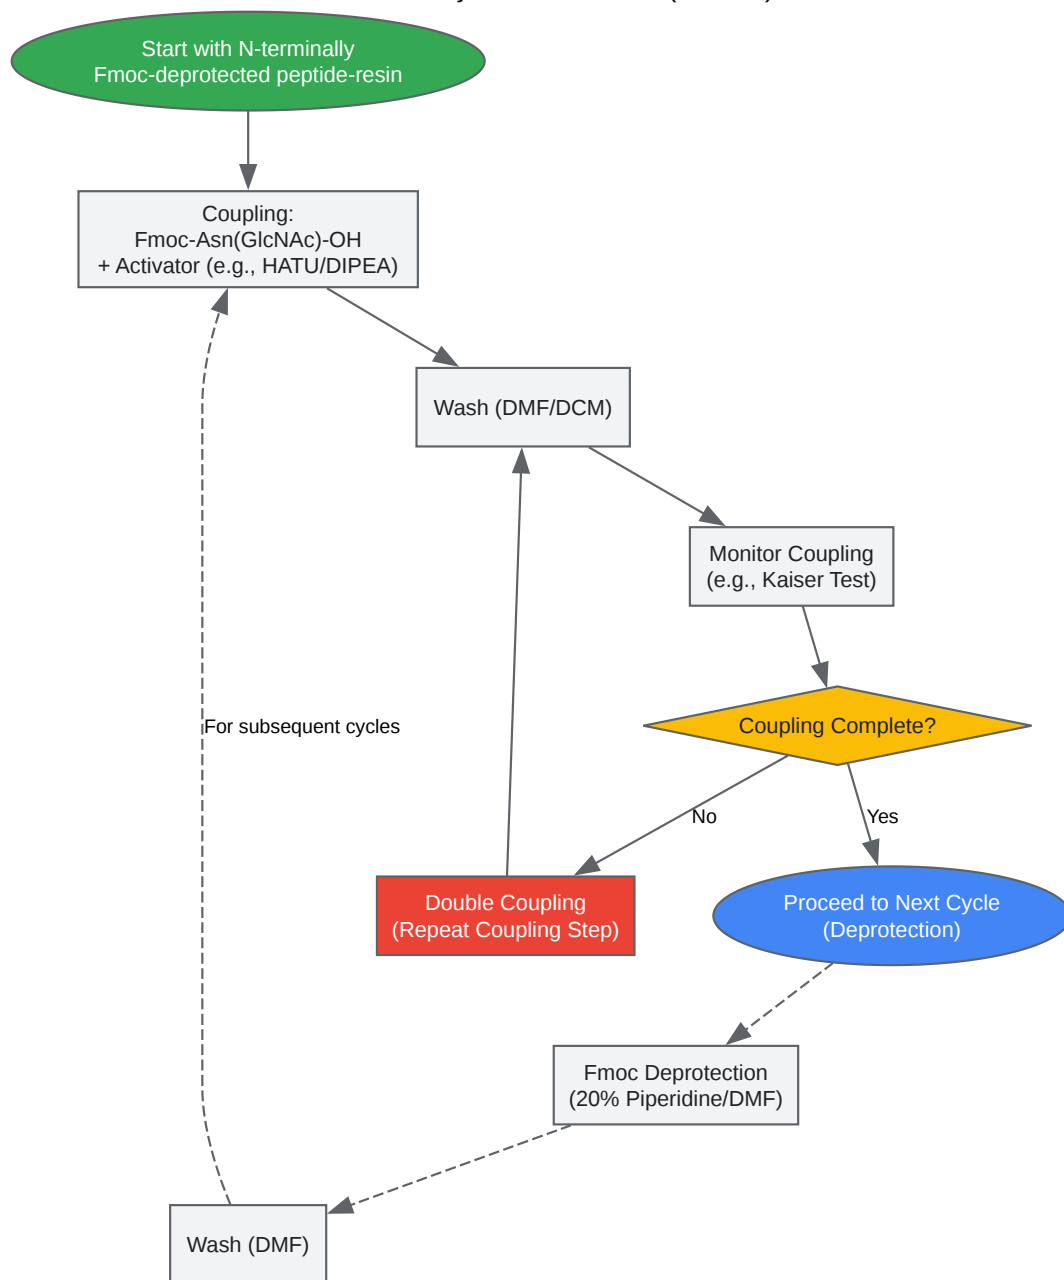 Start with N-terminally
Fmoc-deprotected peptide-resin
Coupling:
Fmoc-Asn(GlcNAc)-OH
+ Activator (e.g., HATU/DIPEA)
Wash (DMF/DCM)
Monitor Coupling
(e.g., Kaiser Test)
For subsequent cycles
Coupling Complete?
No
Yes
Double Coupling
(Repeat Coupling Step)
Proceed to Next Cycle
(Deprotection)
Fmoc Deprotection
(20% Piperidine/DMF)
Wash (DMF)